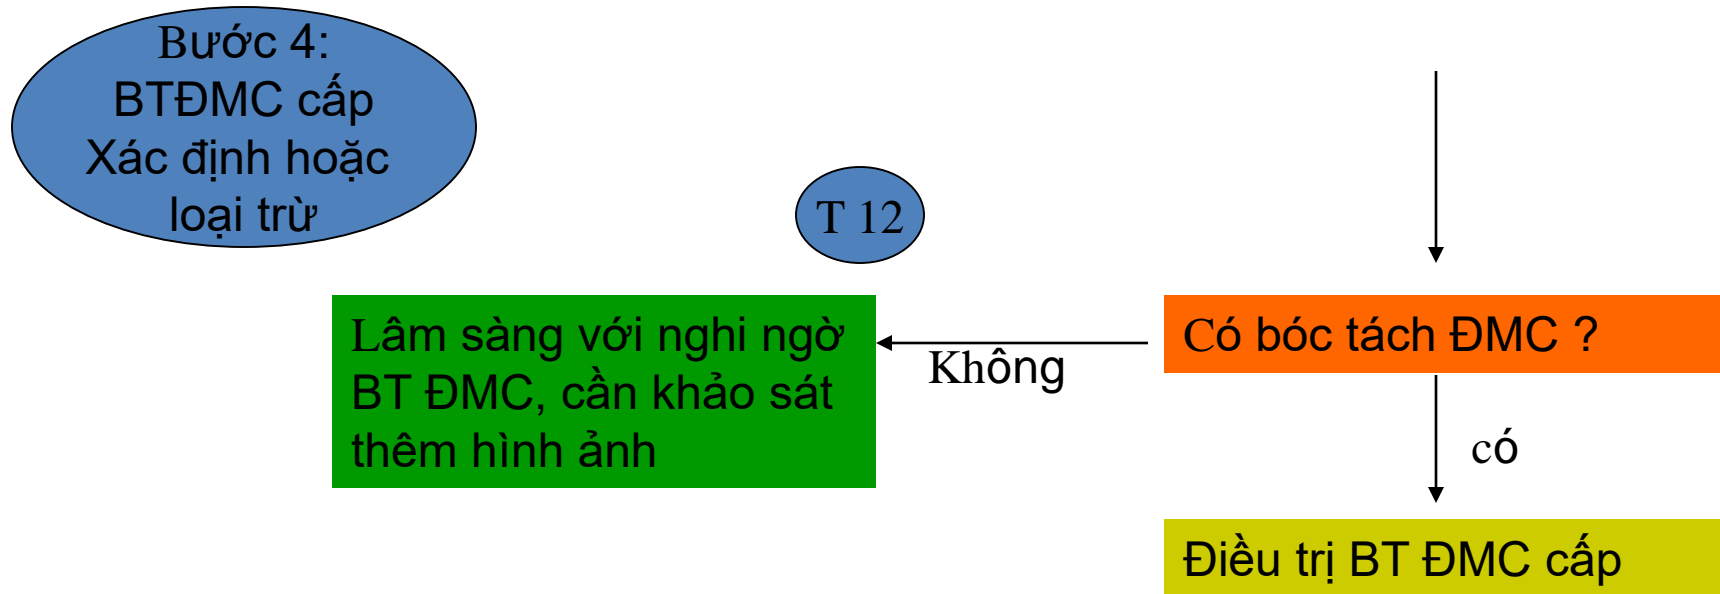 Bước 4:
BTĐMC cấp
Xác định hoặc
loại trừ
T 12
Lâm sàng với nghi ngờ
BT ĐMC, cần khảo sát
thêm hình ảnh
Không
Có bóc tách ĐMC ?
có
Điều trị BT ĐMC cấp